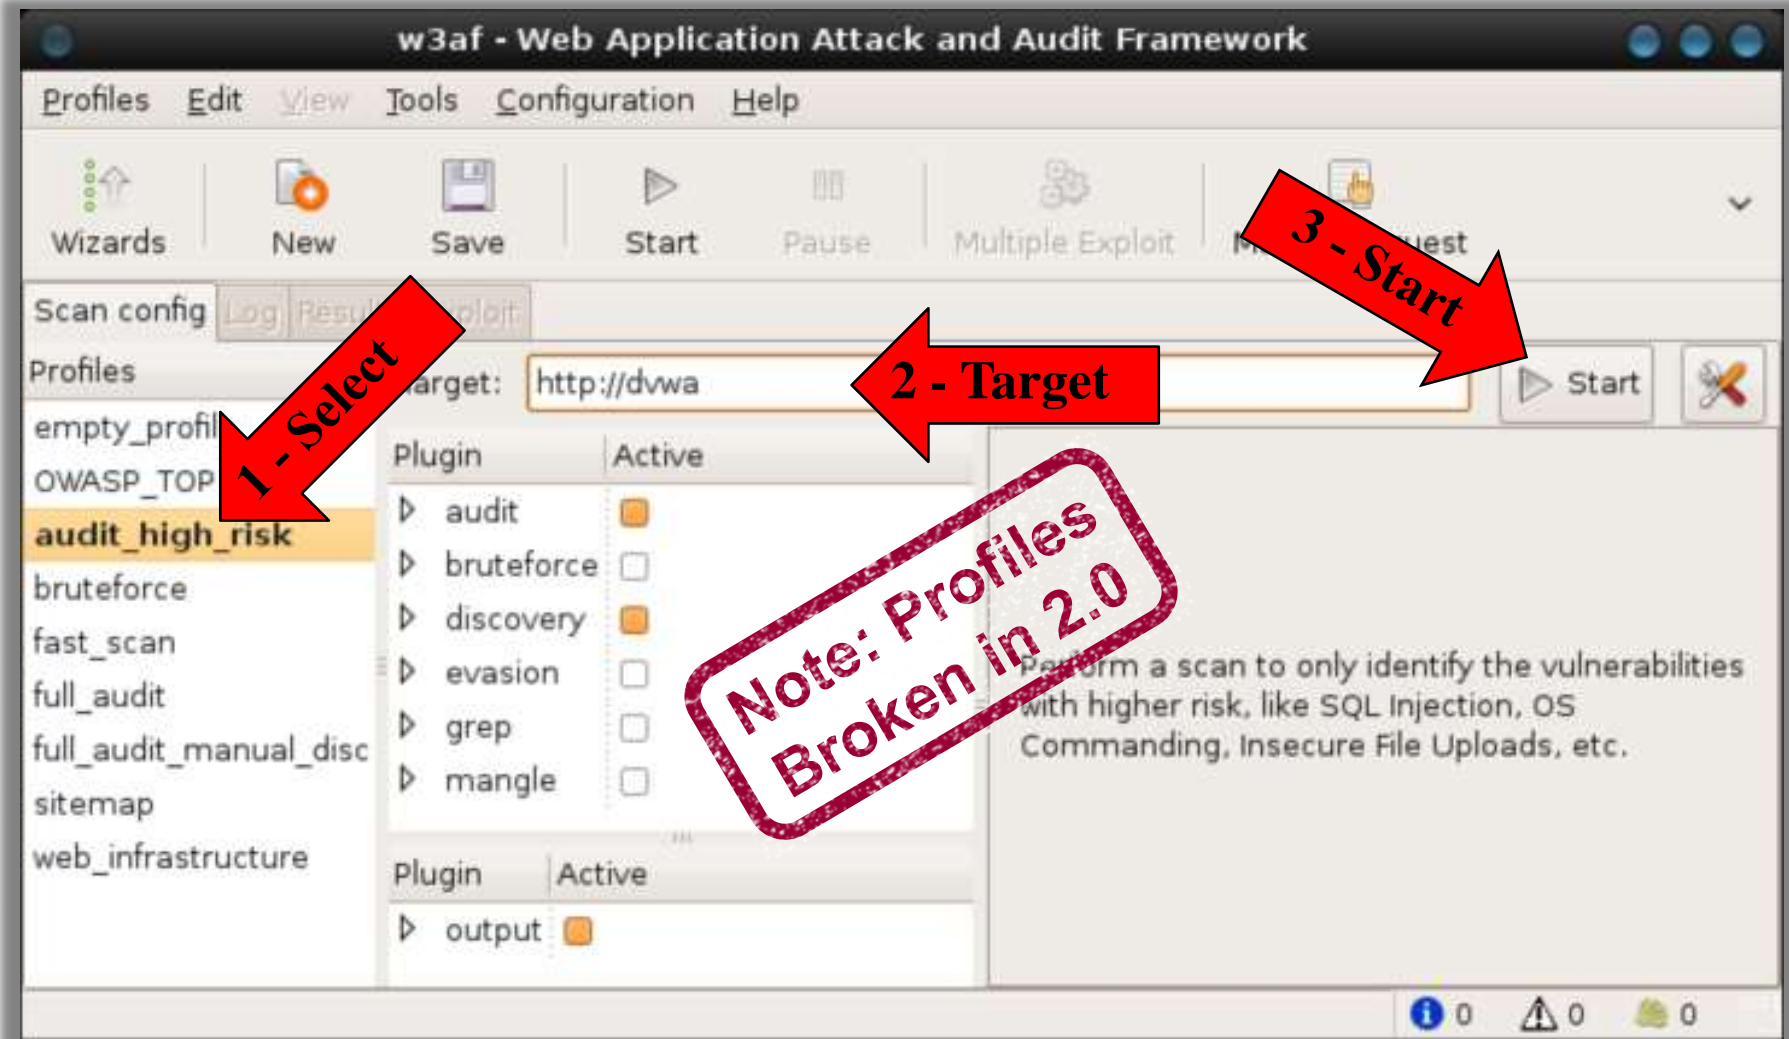 w3af - Web Application Attack and Audit Framework
Profiles Edit View Tools Configuration Help
Wizards New Save Start Pause Multiple Exploit
3 - Start
Scan config Log
1 - Select
Profiles
Target: http://dvwa
2 - Target
Start
empty_profil
OWASP_TOP
audit_high_risk
bruteforce
fast_scan
full_audit
full_audit_manual_disc
sitemap
web_infrastructure
Plugin Active
audit
bruteforce
discovery
evasion
grep
mangle
Plugin Active
output
Note: Profiles
Broken in 2.0
Perform a scan to only identify the vulnerabilities
with higher risk, like SQL Injection, OS
Commanding, Insecure File Uploads, etc.
0 0 0